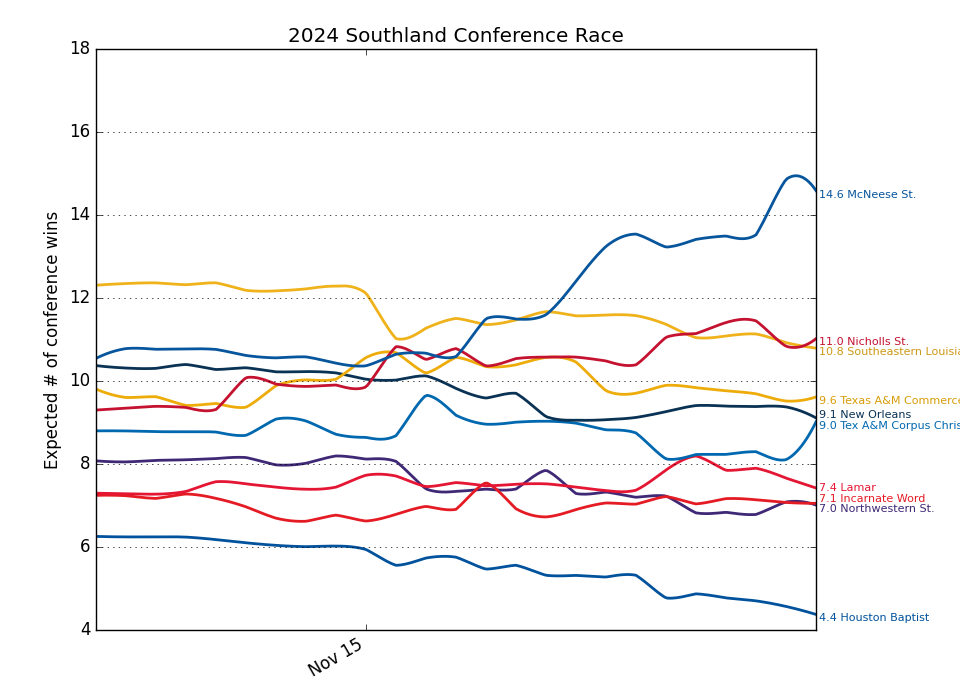 2024 Southland Conference Race
Expected # of conference wins
18
16
14
12
10
8
6
4
Nov 15
14.6 McNeese St.
11.0 Nicholls St.
10.8 Southeastern Louisia
9.6 Texas A&M Commerce
9.1 New Orleans
9.0 Tex A&M Corpus Chris
7.4 Lamar
7.1 Incarnate Word
7.0 Northwestern St.
4.4 Houston Baptist